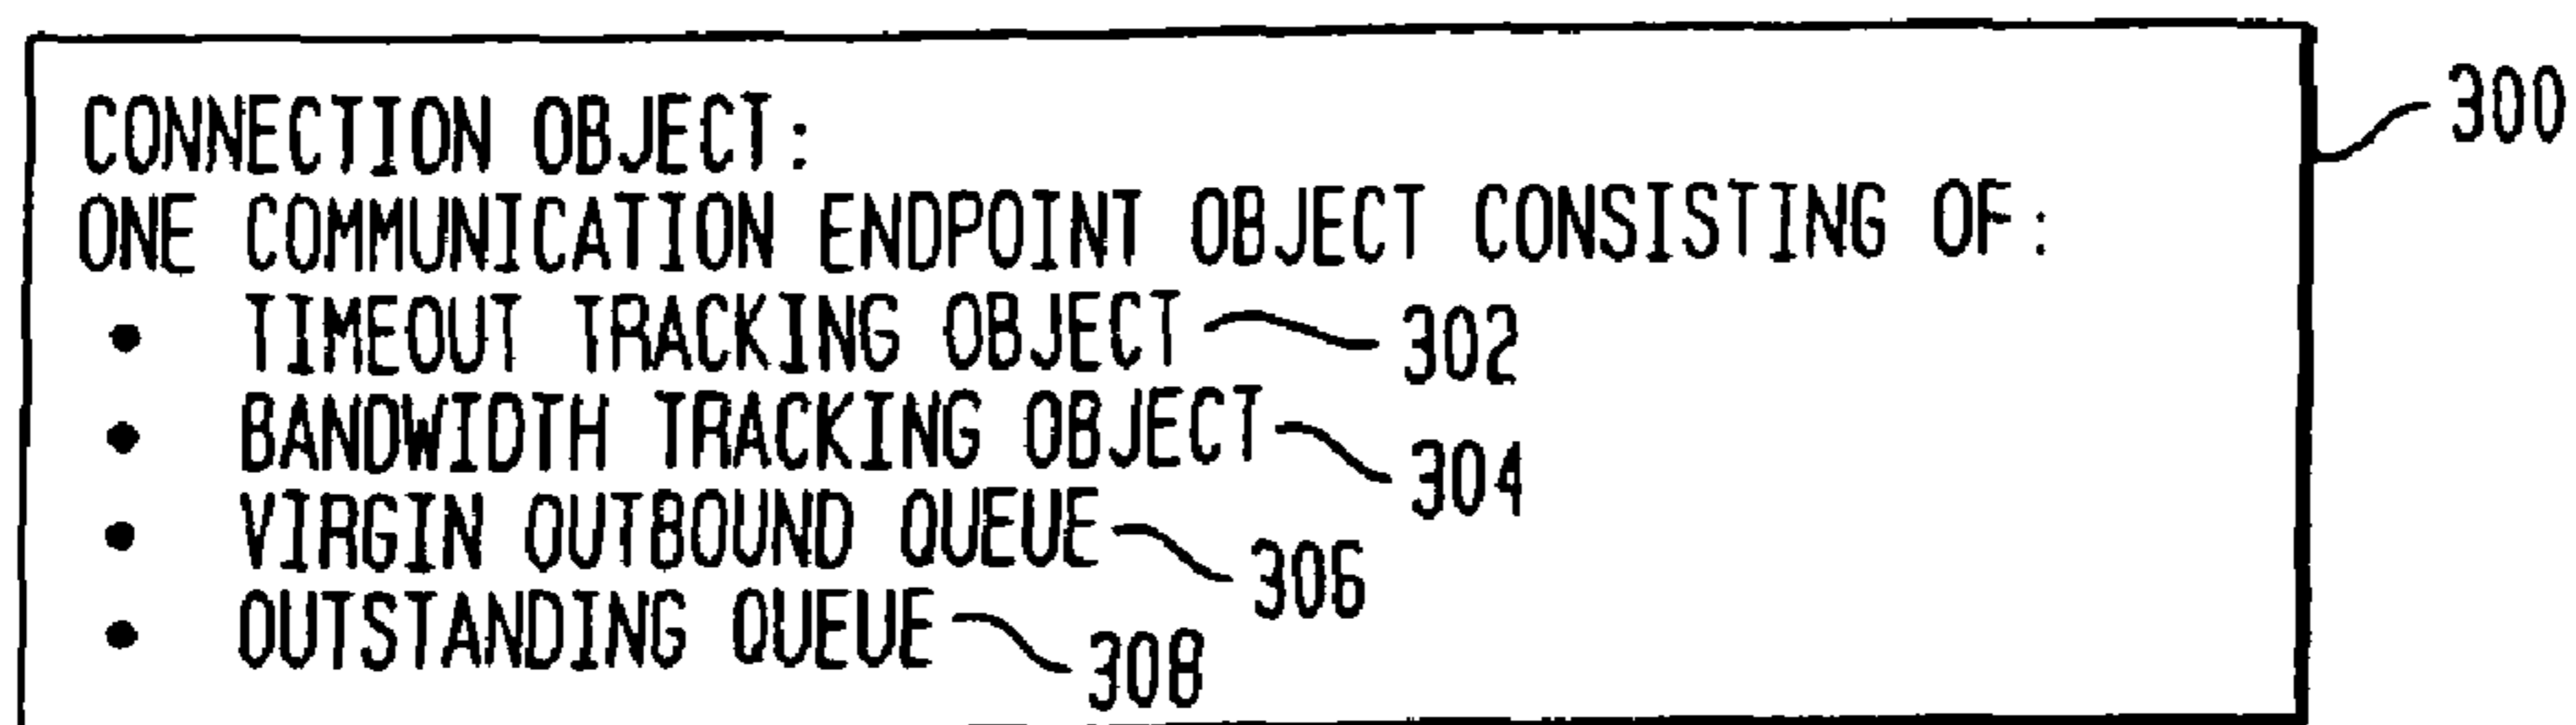 CONNECTION OBJECT:
300
ONE COMMUNICATION ENDPOINT OBJECT CONSISTING OF:
• TIMEOUT TRACKING OBJECT 302
• BANDWIDTH TRACKING OBJECT 304
• VIRGIN OUTBOUND QUEUE 306
• OUTSTANDING QUEUE 308